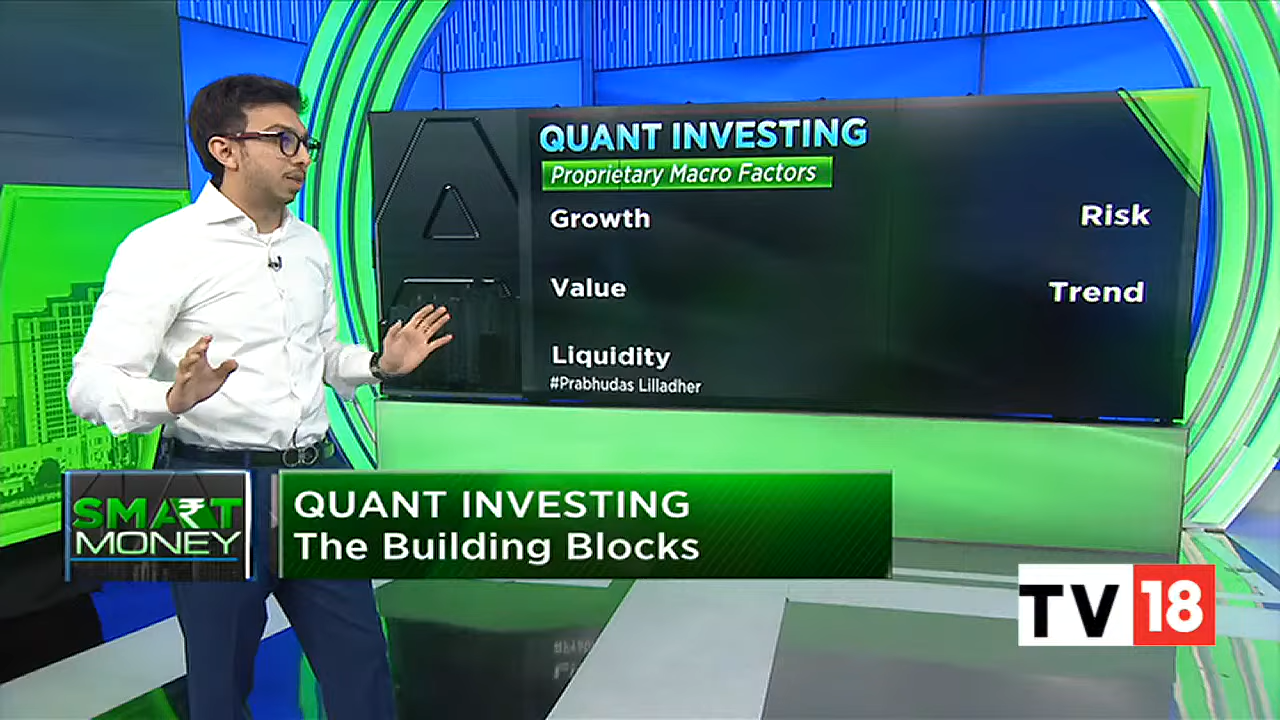 QUANT INVESTING
Proprietary Macro Factors
Growth
Risk
Value
Trend
Liquidity
#Prabhudas Lilladher
SMA₹T
MONEY
QUANT INVESTING
The Building Blocks
TV18